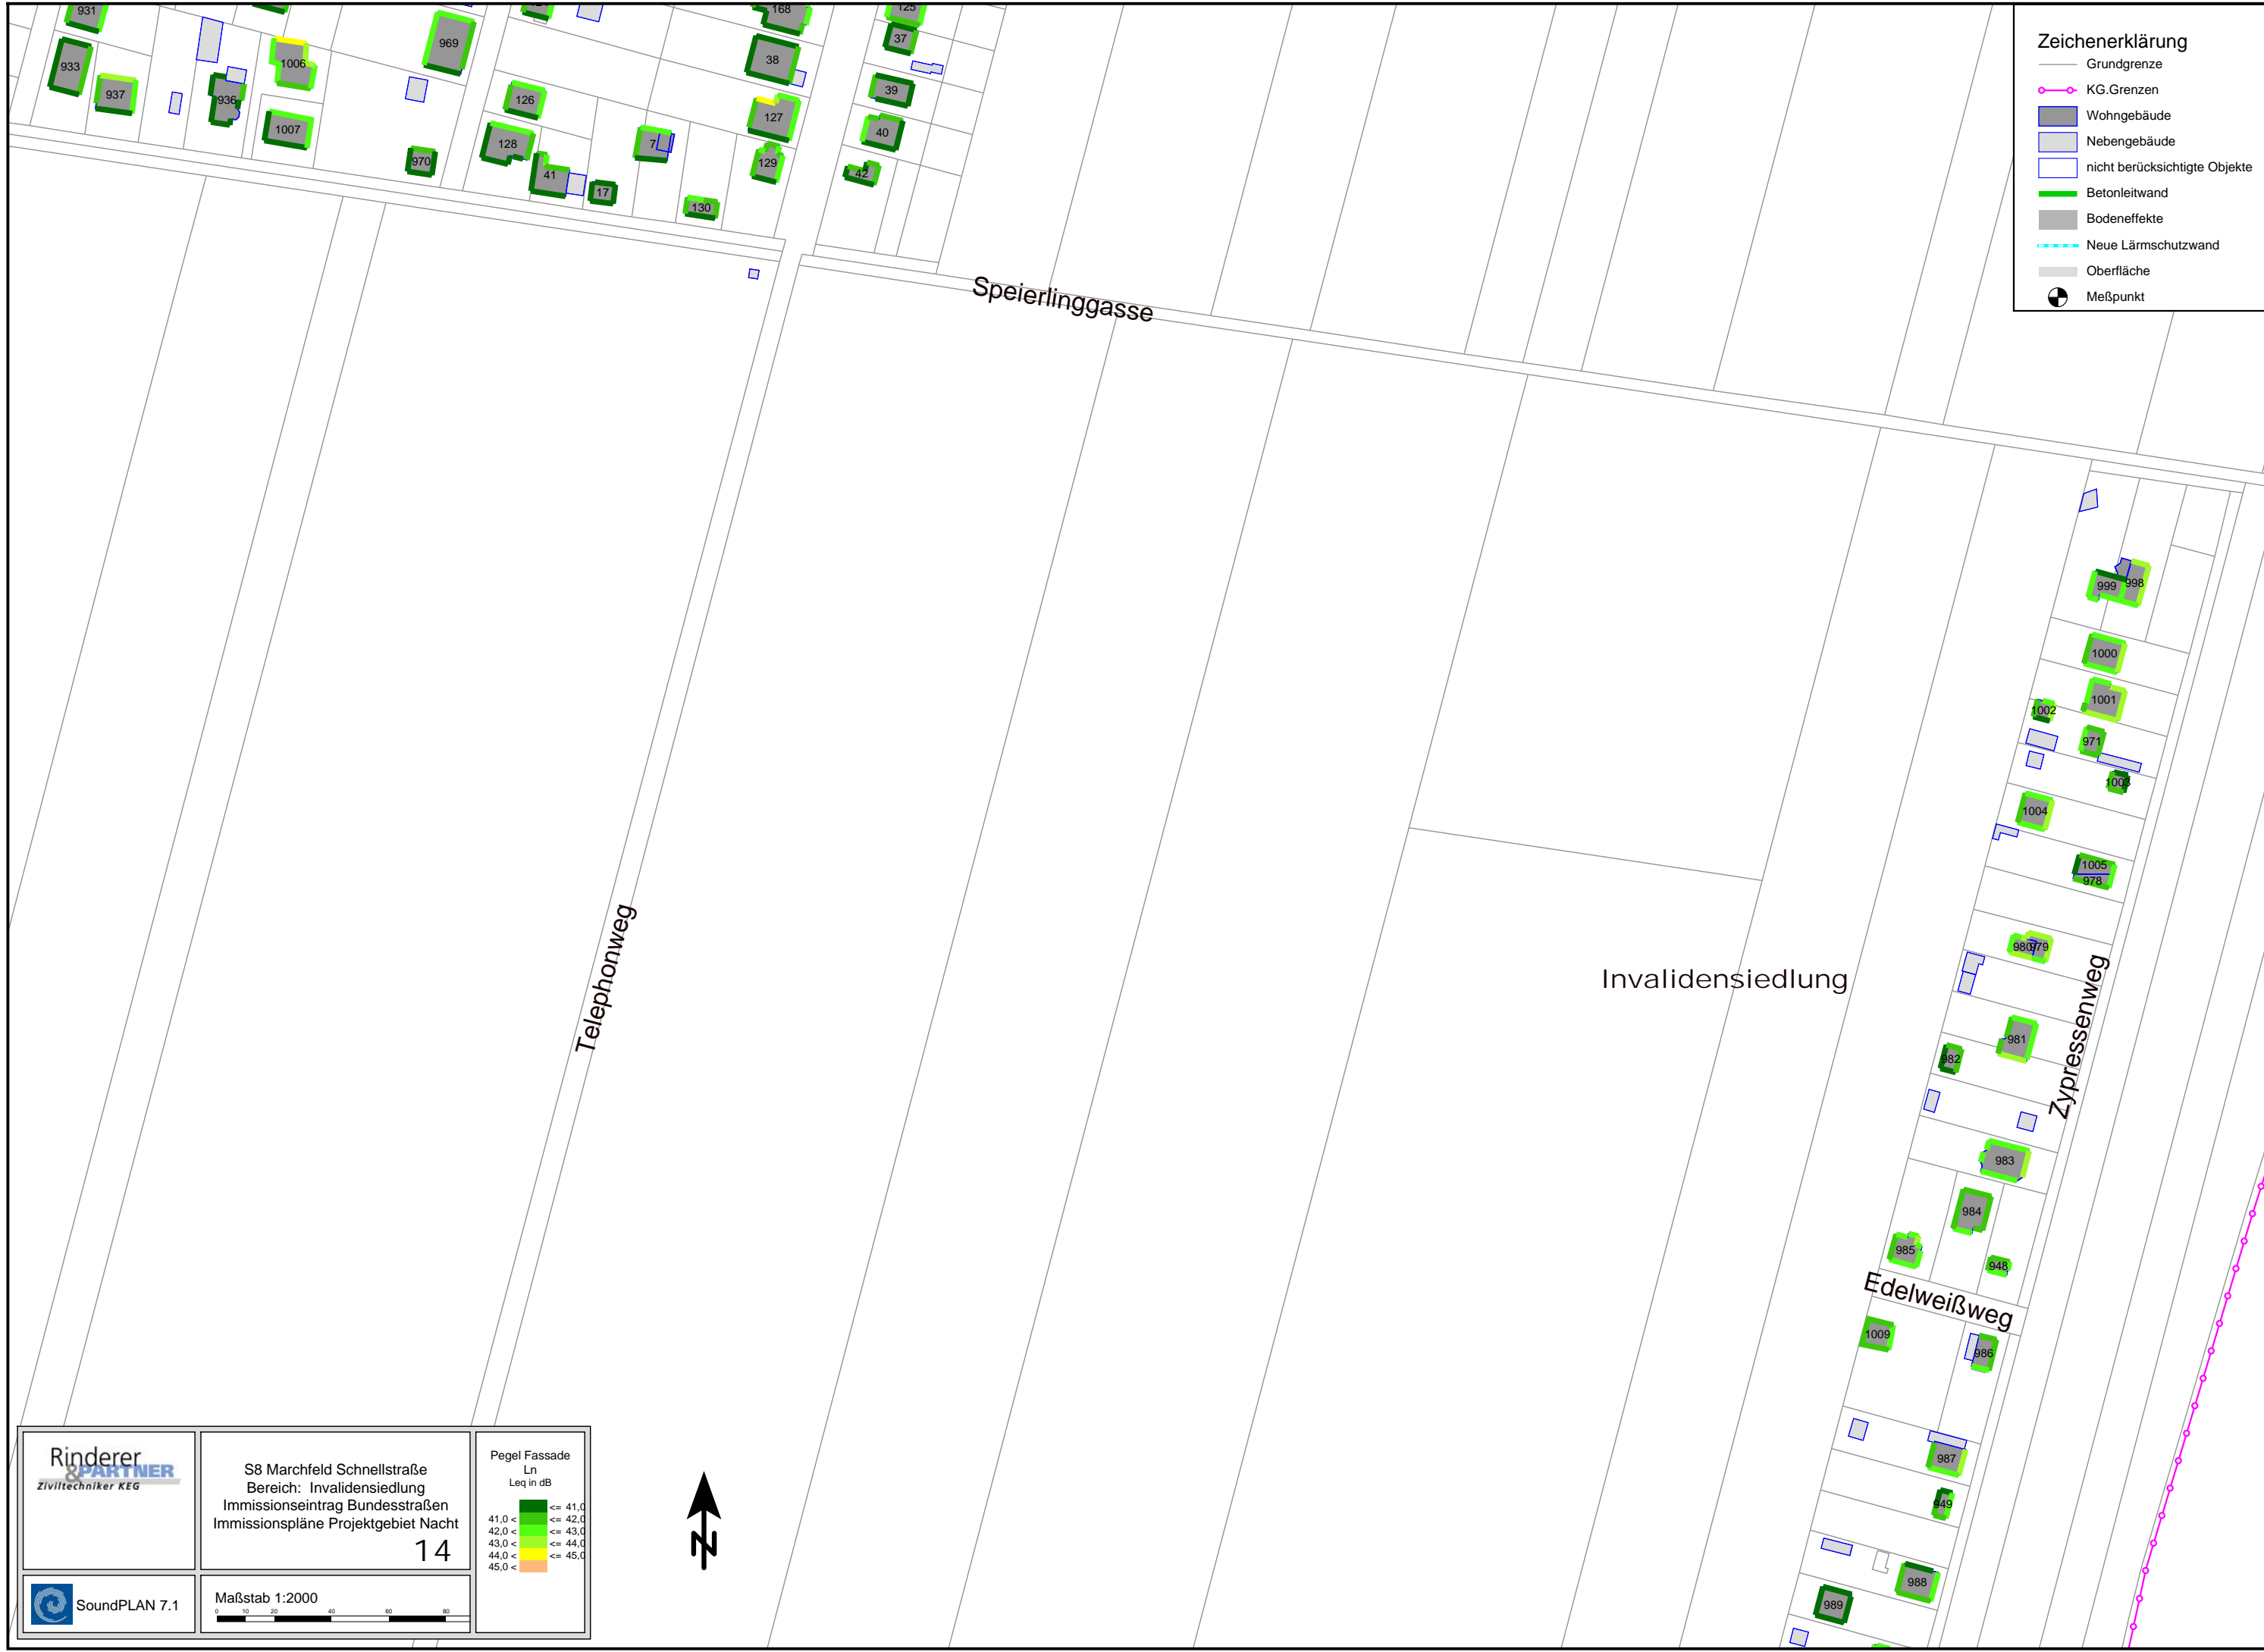 931
168
125
933
969
1006
38
37
937
936
126
39
127
1007
128
7
40
970
41
129
42
17
130
Zeichenerklärung
Grundgrenze
KG.Grenzen
Wohngebäude
Nebengebäude
nicht berücksichtigte Objekte
Betonleitwand
Bodeneffekte
Neue Lärmschutzwand
Oberfläche
Meßpunkt
Speierlinggasse
999
998
1000
1001
1002
971
1003
1004
1005
978
980
979
Telephonweg
Invalidensiedlung
Zypressenweg
981
982
983
984
985
948
Edelweißweg
1009
986
987
949
988
989
Rinderer
&PARTNER
Ziviltechniker KEG
S8 Marchfeld Schnellstraße
Bereich: Invalidensiedlung
Immissionseintrag Bundesstraßen
Immissionspläne Projektgebiet Nacht
14
Pegel Fassade
Ln
Leq in dB
<= 41,0
41,0 < <= 42,0
42,0 < <= 43,0
43,0 < <= 44,0
44,0 < <= 45,0
45,0 <
SoundPLAN 7.1
Maßstab 1:2000
0 10 20 40 60 80
N